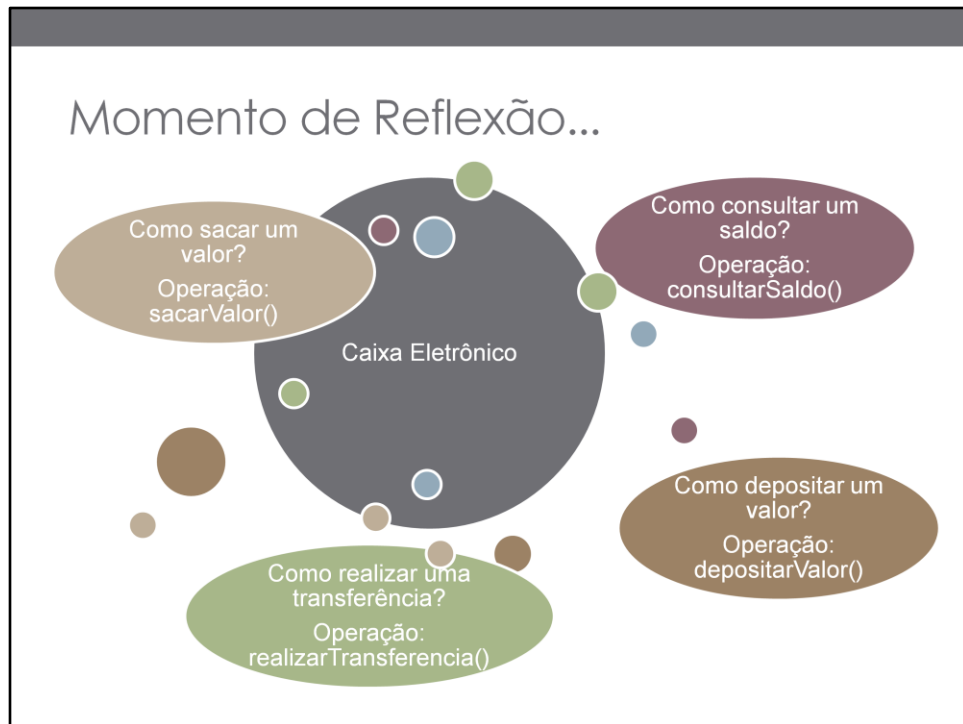 Momento de Reflexão...
Como sacar um
valor?
Operação:
sacarValor()
Como consultar um
saldo?
Operação:
consultarSaldo()
Caixa Eletrônico
Como depositar um
valor?
Operação:
depositarValor()
Como realizar uma
transferência?
Operação:
realizarTransferencia()